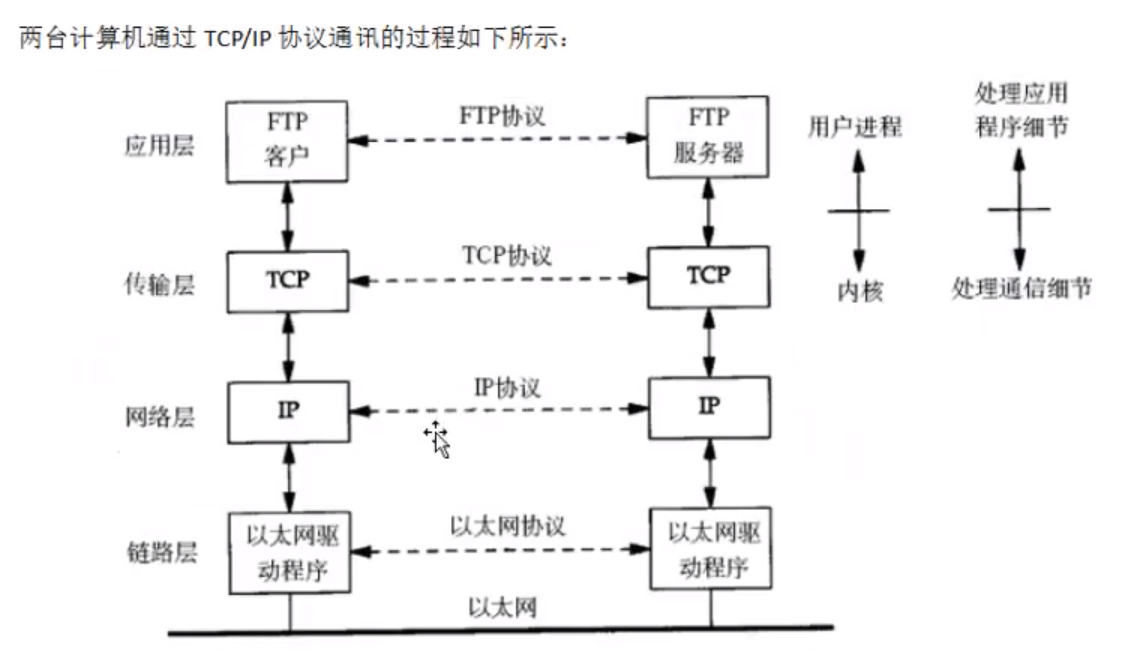 两台计算机通过 TCP/IP 协议通讯的过程如下所示：
处理应用
程序细节
用户进程
应用层
FTP
客户
FTP协议
FTP
服务器
传输层
TCP
TCP协议
TCP
内核
处理通信细节
网络层
IP
IP协议
IP
链路层
以太网驱
动程序
以太网协议
以太网驱
动程序
以太网